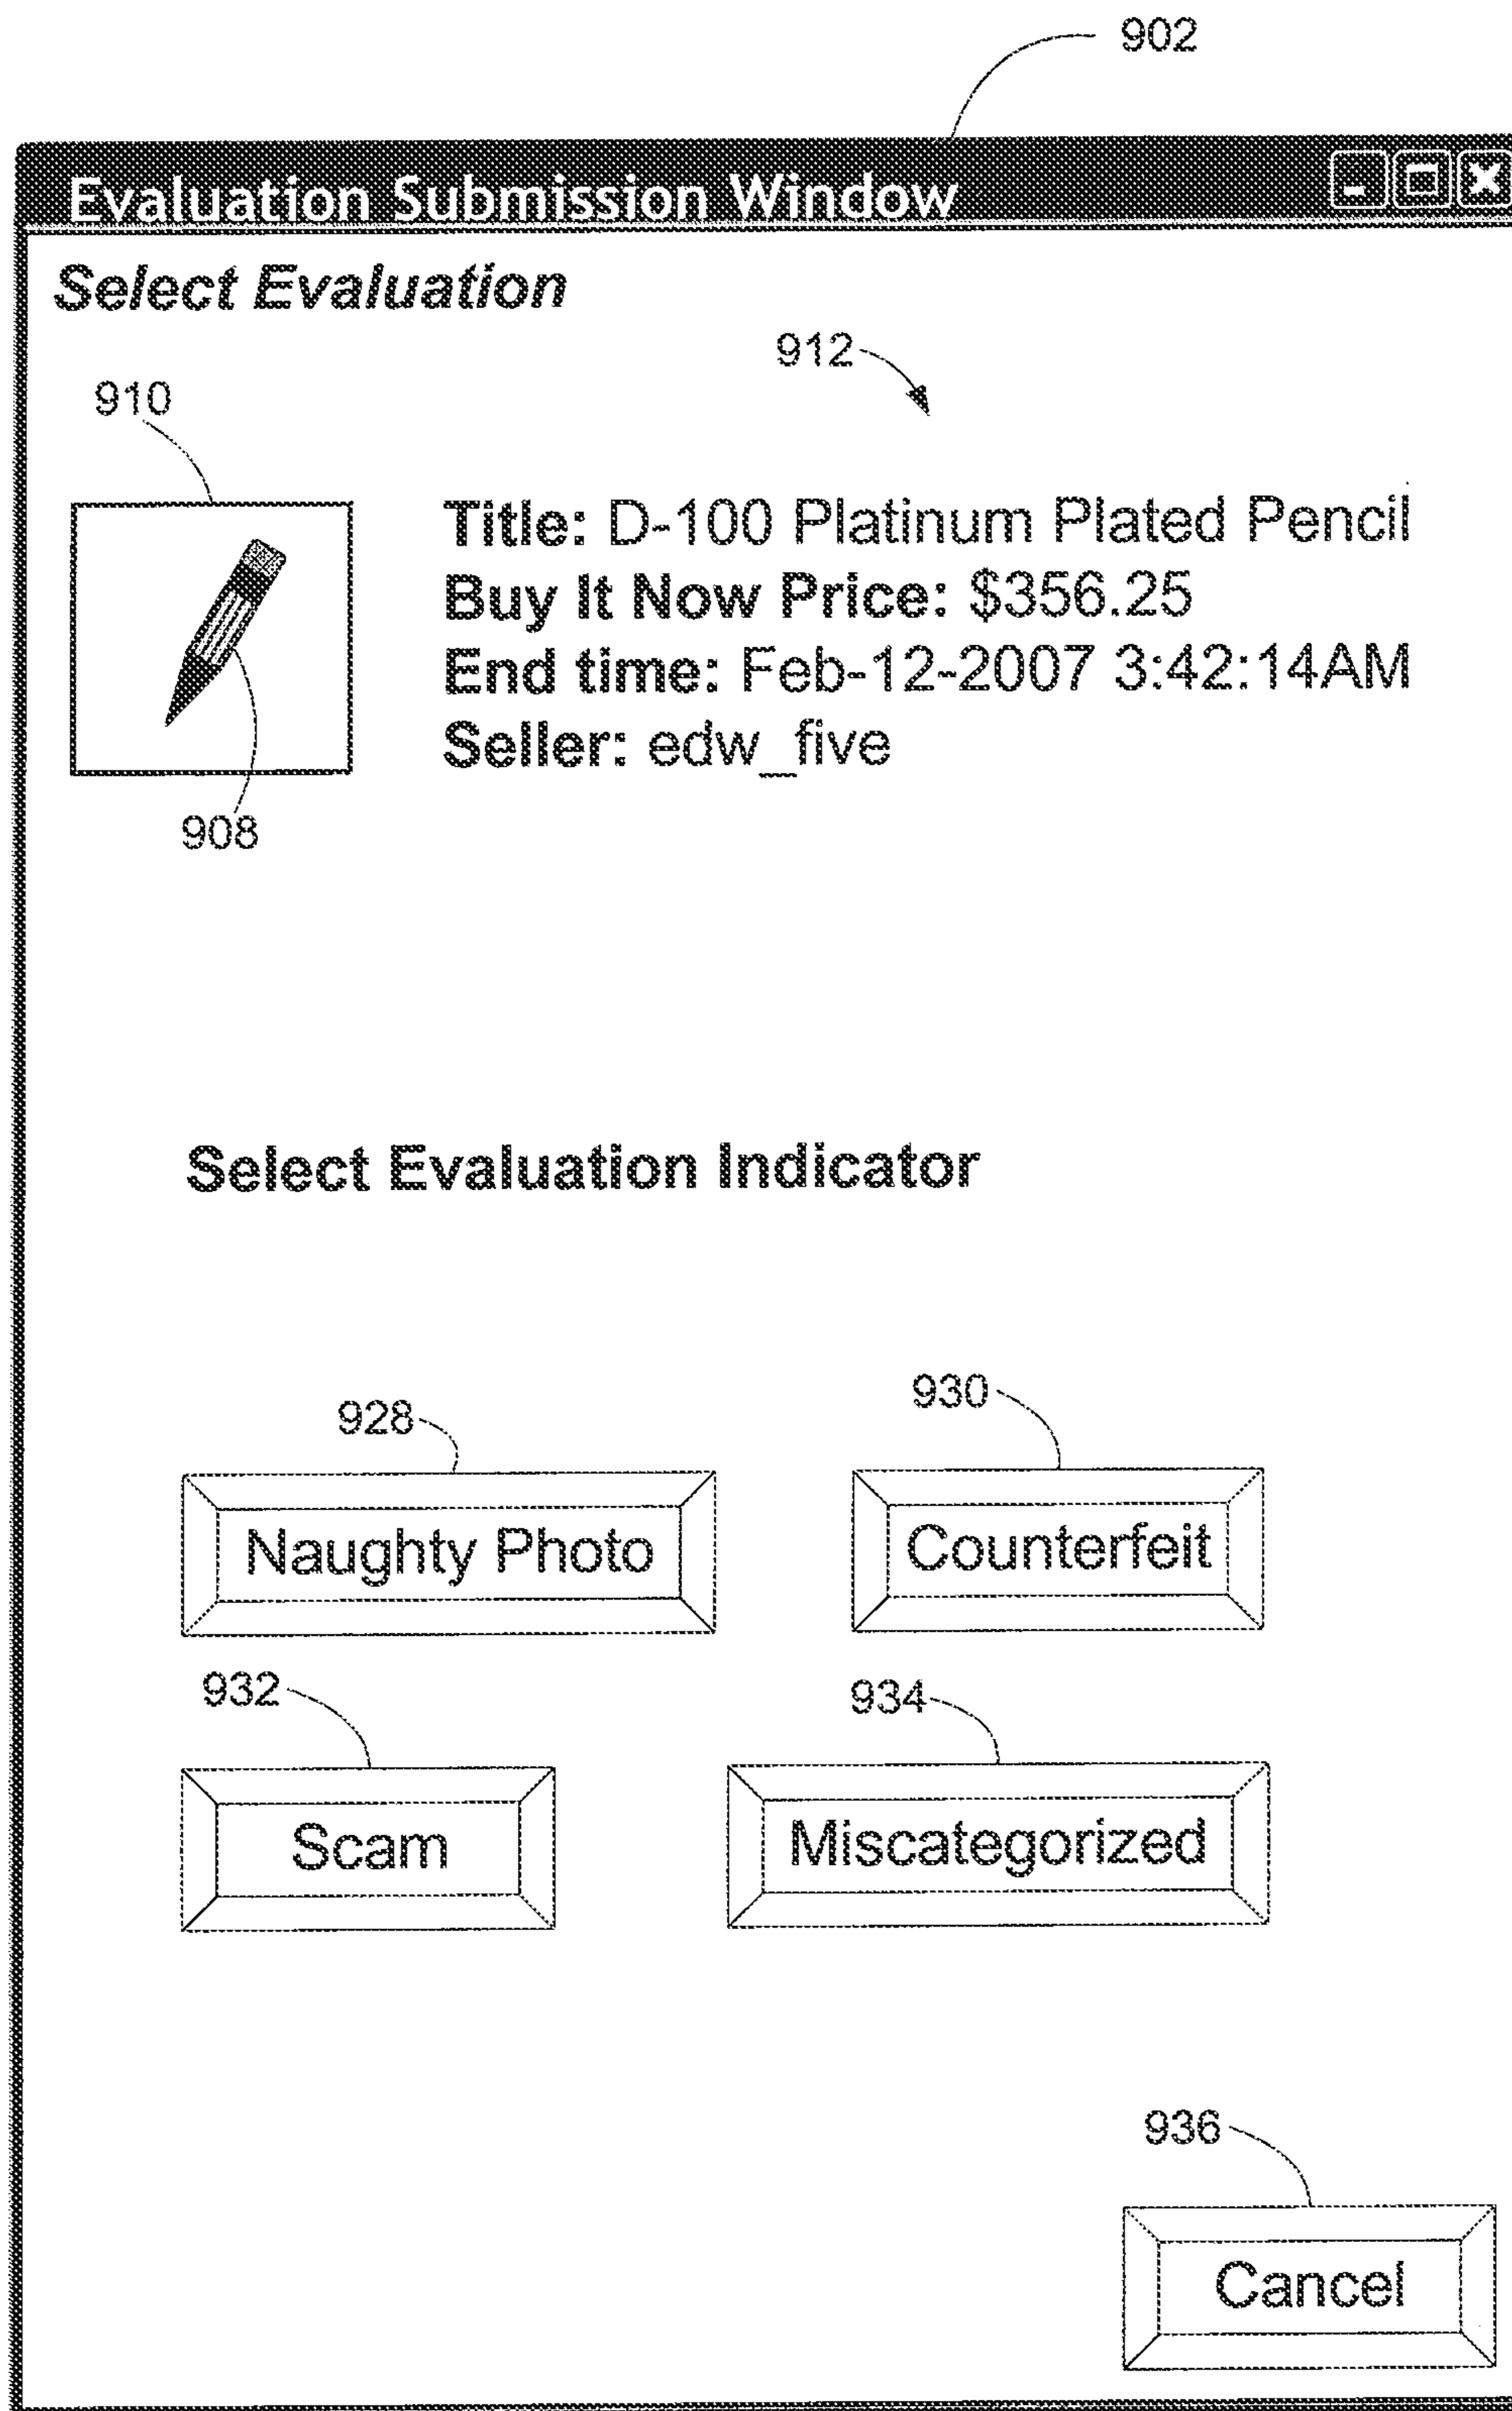 902
Evaluation Submission Window
Select Evaluation
912
910
Title: D-100 Platinum Plated Pencil
Buy It Now Price: $356.25
End time: Feb-12-2007 3:42:14AM
Seller: edw_five
908
Select Evaluation Indicator
928
930
Naughty Photo
Counterfeit
932
934
Scam
Miscategorized
936
Cancel